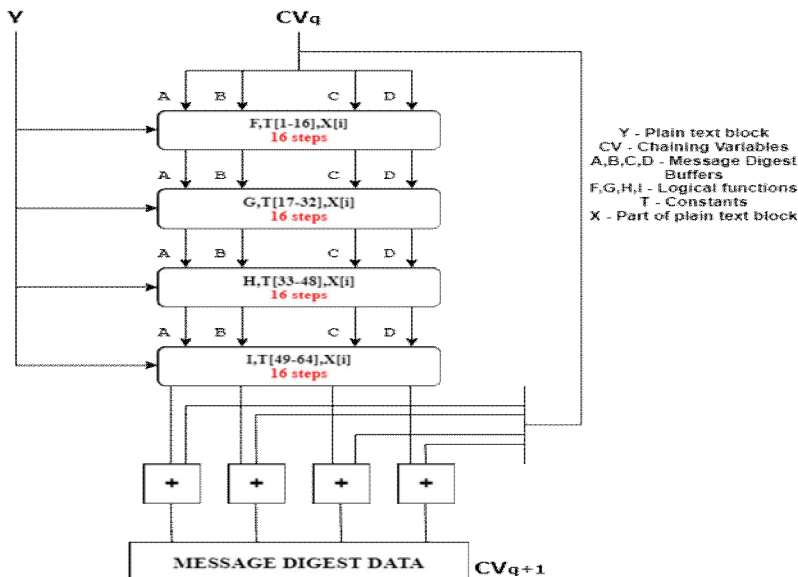 Y
CVq
A B C D
F,T[1-16],X[i]
16 steps
A B C D
G,T[17-32],X[i]
16 steps
A B C D
H,T[33-48],X[i]
16 steps
A B C D
I,T[49-64],X[i]
16 steps
+ + + +
MESSAGE DIGEST DATA
CVq+1
Y - Plain text block
CV - Chaining Variables
A,B,C,D - Message Digest
Buffers
F,G,H,I - Logical functions
T - Constants
X - Part of plain text block